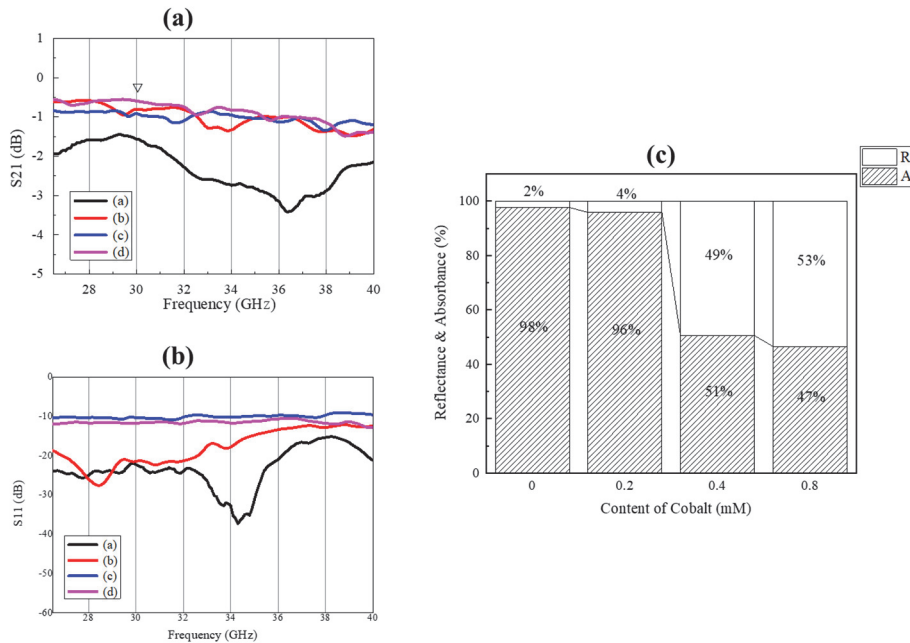 (a)
1
0
-1
-2
-3
-4
-5
S21 (dB)
(a)
(b)
(c)
(d)
28 30 32 34 36 38 40
Frequency (GHz)
(b)
0
-10
-20
-30
-40
-50
-60
S11 (dB)
(a)
(b)
(c)
(d)
28 30 32 34 36 38 40
Frequency (GHz)
(c)
R
A
100
80
60
40
20
0
Reflectance & Absorbance (%)
2% 4%
49% 53%
98% 96%
51% 47%
0 0.2 0.4 0.8
Content of Cobalt (mM)